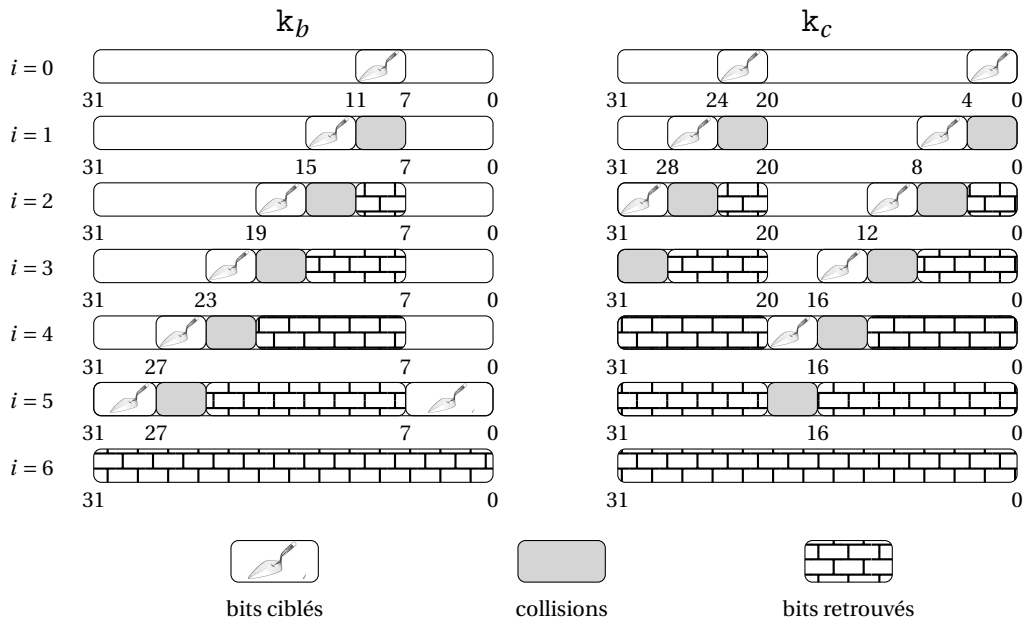 k_b k_c
i = 0
31 11 7 0 31 24 20 4 0
i = 1
31 15 7 0 31 28 20 8 0
i = 2
31 19 7 0 31 20 12 0
i = 3
31 23 7 0 31 20 16 0
i = 4
31 27 7 0 31 16 0
i = 5
31 27 7 0 31 16 0
i = 6
31 0 31 0
bits ciblés collisions bits retrouvés